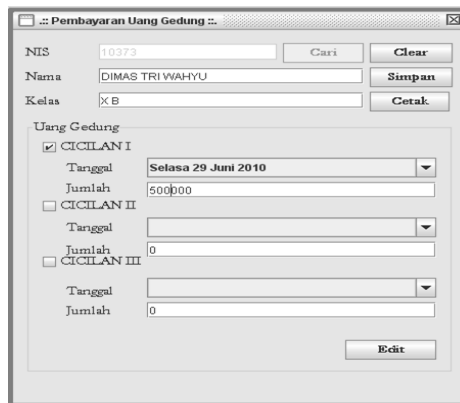 .:: Pembayaran Uang Gedung ::.
NIS 10373 Cari Clear
Nama DIMAS TRI WAHYU Simpan
Kelas X B Cetak
Uang Gedung
CICILAN I
Tanggal Selasa 29 Juni 2010
Jumlah 500000
CICILAN II
Tanggal
Jumlah 0
CICILAN III
Tanggal
Jumlah 0
Edit